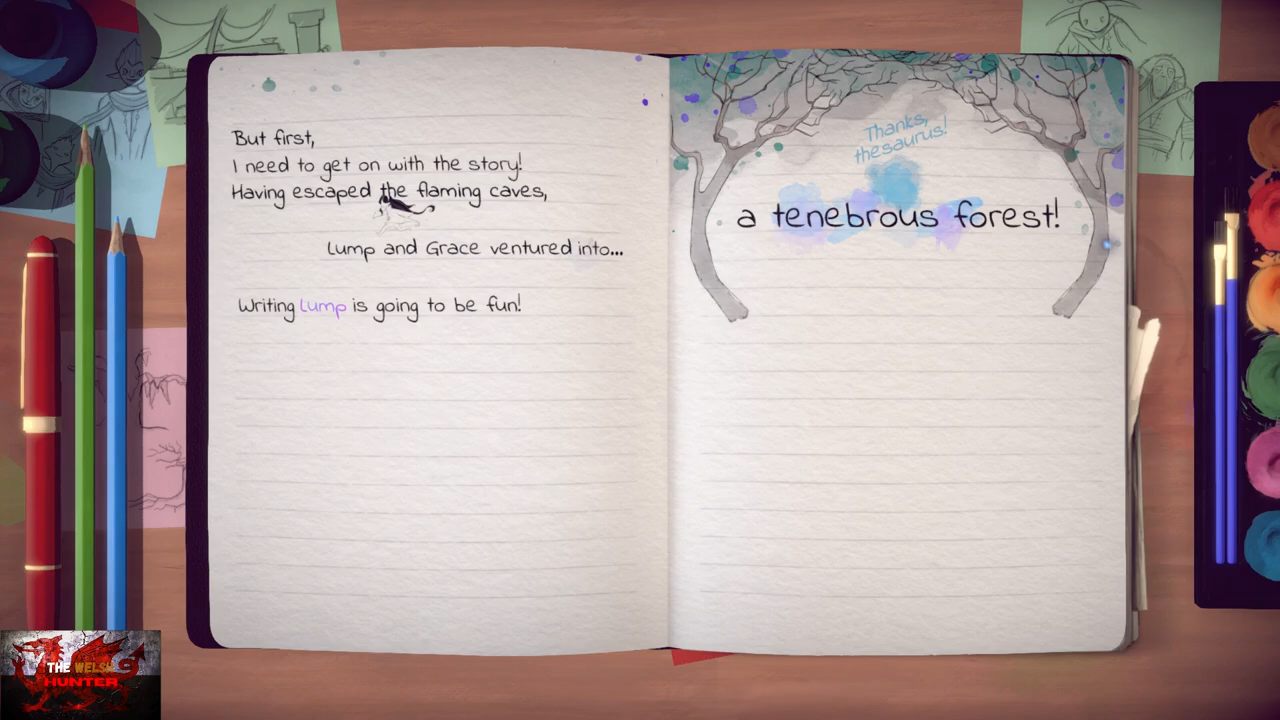 But first,
I need to get on with the story!
Having escaped the flaming caves,
Lump and Grace ventured into...
Writing Lump is going to be fun!
Thanks,
thesaurus!
a tenebrous forest!
THE WELSH
HUNTER